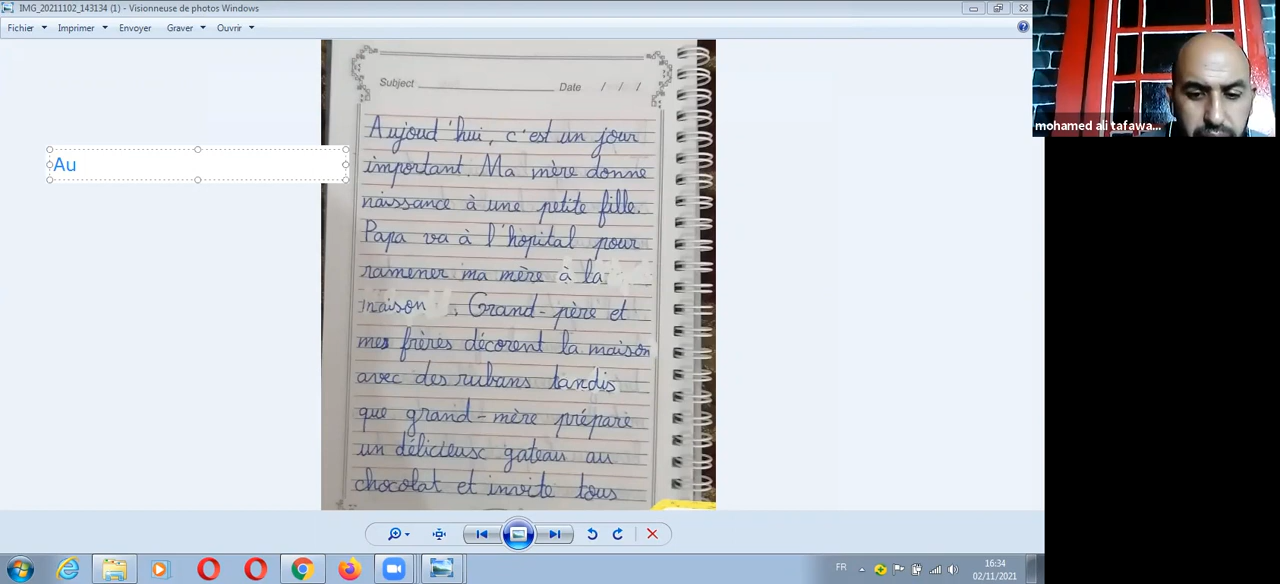 IMG_20211102_143134 (1) - Visionneuse de photos Windows
Fichier Imprimer Envoyer Graver Ouvrir
Subject Date / / /
Aujoud'hui, c'est un jour
important. Ma mère donne
naissance à une petite fille.
Papa va à l'hôpital pour
ramener ma mère à la
maison. Grand-père et
mes frères décorent la maison
avec des rubans tandis
que grand-mère prépare
un délicieux gateau au
chocolat et invite tous
Au
mohamed ali tafawa...
FR
16:34
02/11/2021